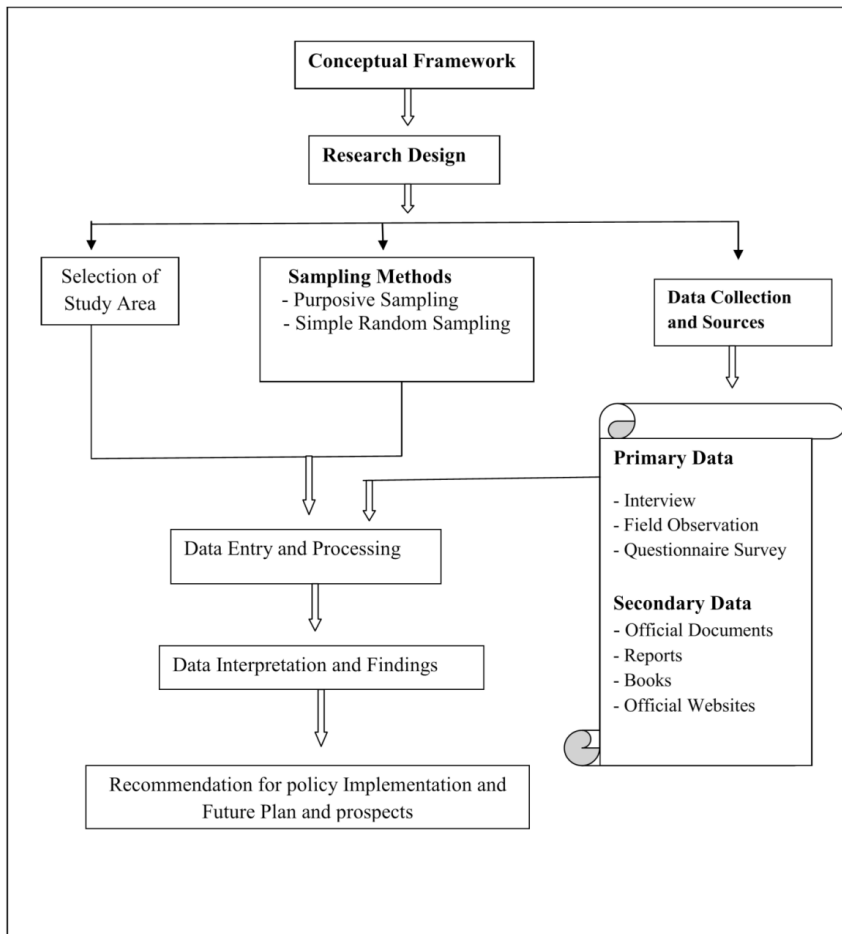 Conceptual Framework
Research Design
Selection of
Study Area
Sampling Methods
- Purposive Sampling
- Simple Random Sampling
Data Collection
and Sources
Primary Data
- Interview
- Field Observation
- Questionnaire Survey
Secondary Data
- Official Documents
- Reports
- Books
- Official Websites
Data Entry and Processing
Data Interpretation and Findings
Recommendation for policy Implementation and
Future Plan and prospects